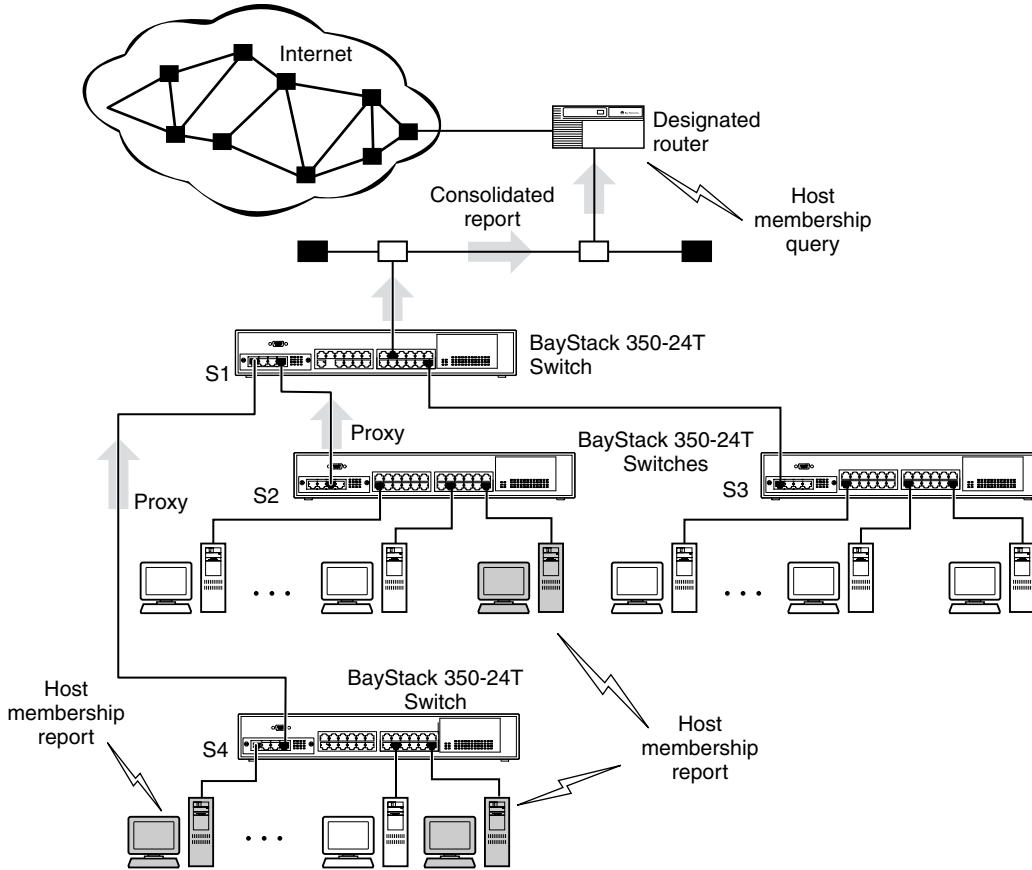 Internet
Designated
router
Consolidated
report
Host
membership
query
BayStack 350-24T
Switch
S1
Proxy
BayStack 350-24T
Switches
S2
S3
Proxy
BayStack 350-24T
Switch
Host
membership
report
S4
Host
membership
report